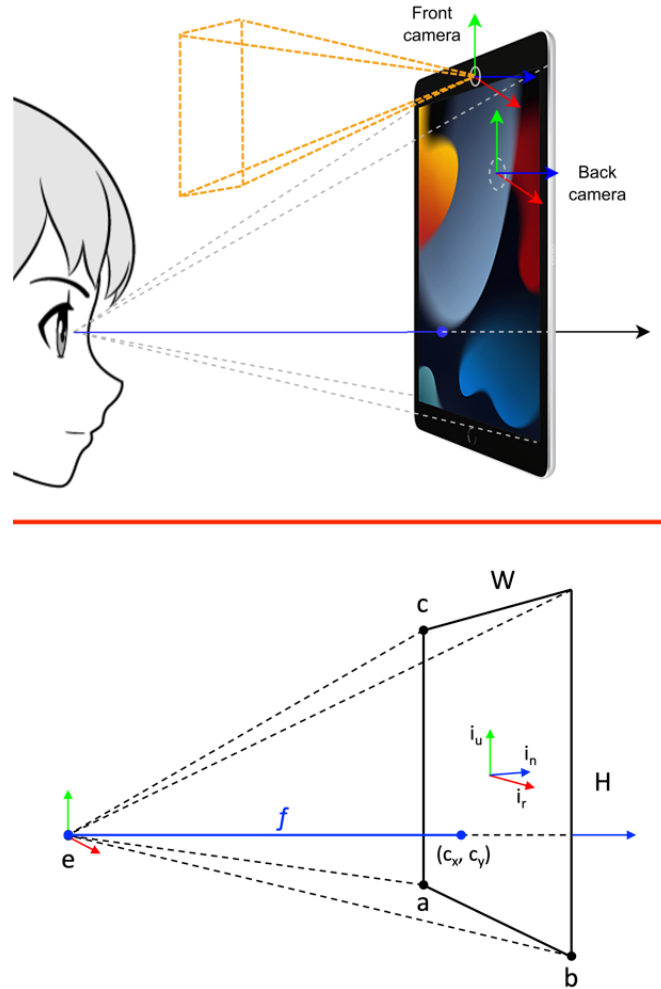 Front
camera
Back
camera
W
c
i_u
i_n
H
f
i_r
e
(c_x, c_y)
a
b